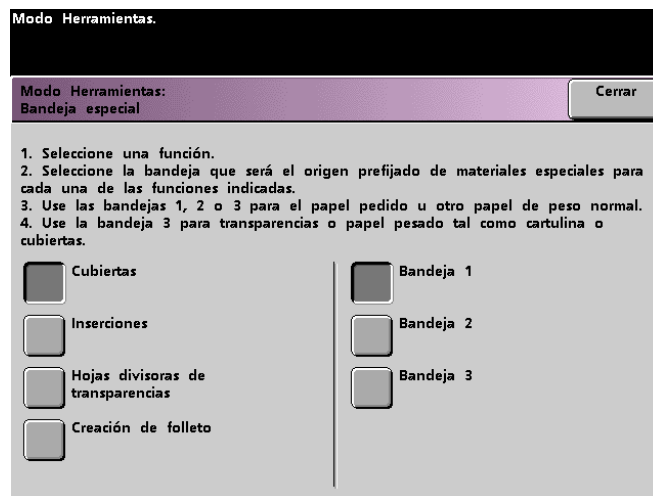 Modo Herramientas.
Modo Herramientas:
Bandeja especial
Cerrar
1. Seleccione una función.
2. Seleccione la bandeja que será el origen prefijado de materiales especiales para
cada una de las funciones indicadas.
3. Use las bandejas 1, 2 o 3 para el papel pedido u otro papel de peso normal.
4. Use la bandeja 3 para transparencias o papel pesado tal como cartulina o
cubiertas.
Cubiertas
Inserciones
Hojas divisoras de
transparencias
Creación de folleto
Bandeja 1
Bandeja 2
Bandeja 3